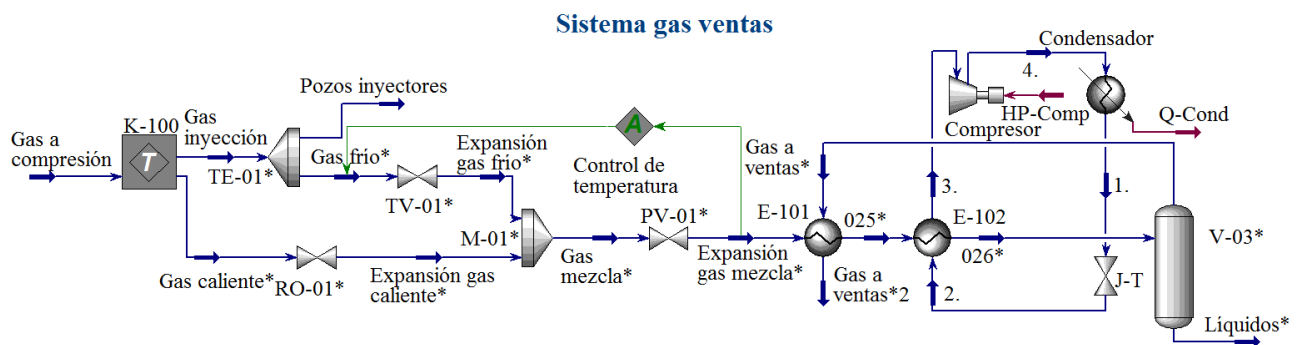 Sistema gas ventas
Gas a
compresión
K-100
T
Gas
inyección
TE-01*
Pozos inyectores
Gas frío*
TV-01*
Expansión
gas frío*
Gas caliente*
RO-01*
Expansión gas
caliente*
M-01*
Gas
mezcla*
PV-01*
A
Control de
temperatura
Expansión
gas mezcla*
Gas a
ventas*
E-101
Gas a
ventas*2
025*
E-102
026*
3.
2.
4.
Compresor
HP-Comp
Condensador
Q-Cond
1.
J-T
V-03*
Líquidos*